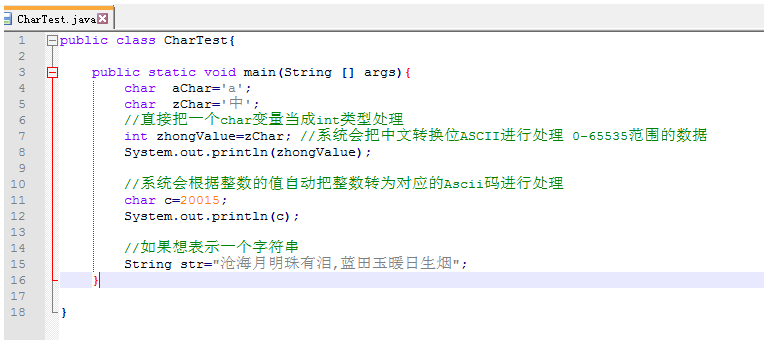 CharTest.java
1 public class CharTest{
2
3 public static void main(String [] args){
4 char  aChar='a';
5 char  zChar='中';
6 //直接把一个char变量当成int类型处理
7 int zhongValue=zChar; //系统会把中文转换位ASCII进行处理 0-65535范围的数据
8 System.out.println(zhongValue);
9
10 //系统会根据整数的值自动把整数转为对应的Ascii码进行处理
11 char c=20015;
12 System.out.println(c);
13
14 //如果想表示一个字符串
15 String str="沧海月明珠有泪,蓝田玉暖日生烟";
16 }
17
18 }